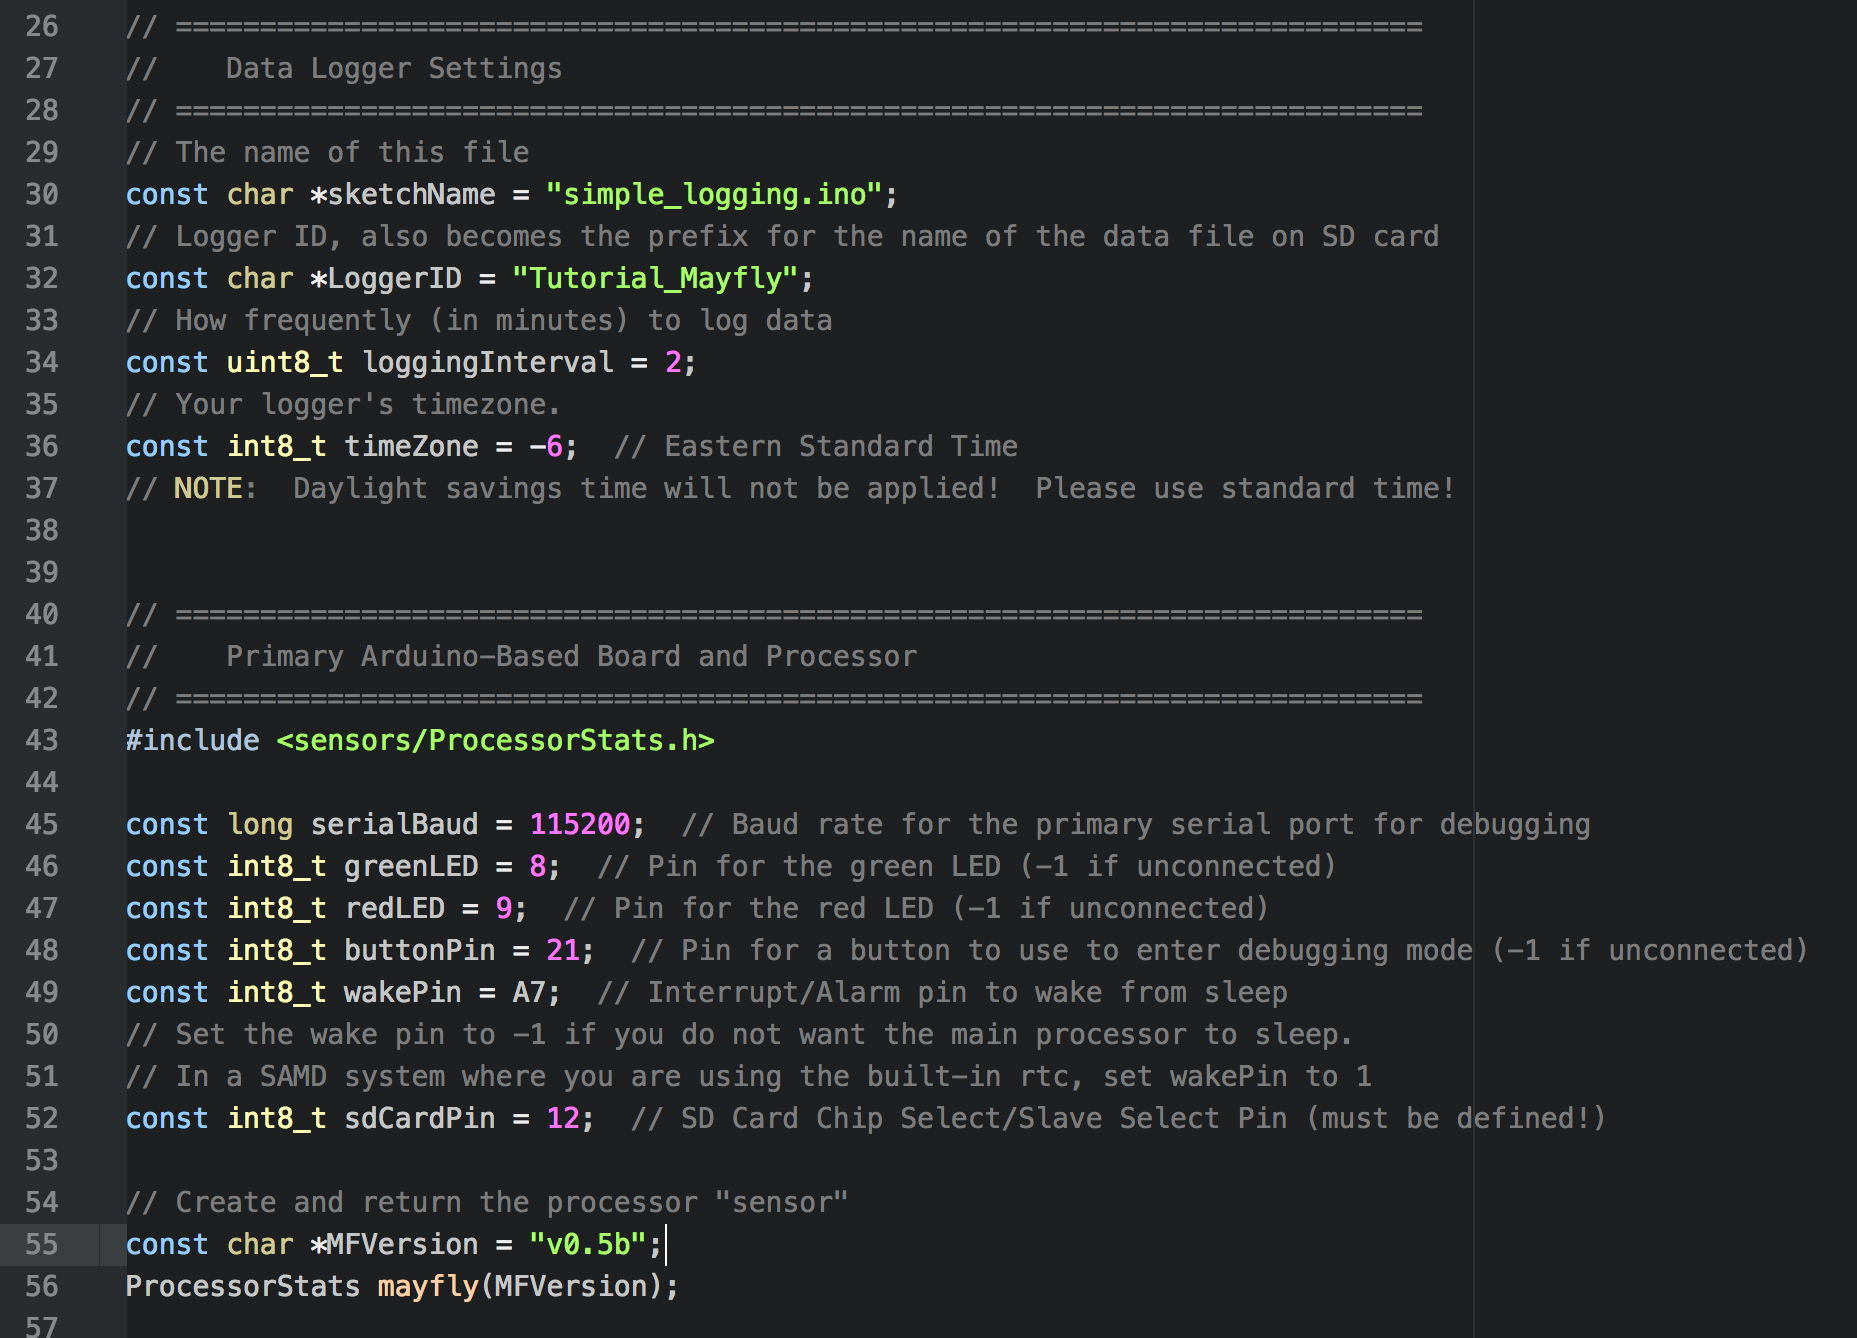 26 // ==========================================================================
27 //    Data Logger Settings
28 // ==========================================================================
29 // The name of this file
30 const char *sketchName = "simple_logging.ino";
31 // Logger ID, also becomes the prefix for the name of the data file on SD card
32 const char *LoggerID = "Tutorial_Mayfly";
33 // How frequently (in minutes) to log data
34 const uint8_t loggingInterval = 2;
35 // Your logger's timezone.
36 const int8_t timeZone = -6;  // Eastern Standard Time
37 // NOTE:  Daylight savings time will not be applied!  Please use standard time!
38
39
40 // ==========================================================================
41 //    Primary Arduino-Based Board and Processor
42 // ==========================================================================
43 #include <sensors/ProcessorStats.h>
44
45 const long serialBaud = 115200;  // Baud rate for the primary serial port for debugging
46 const int8_t greenLED = 8;  // Pin for the green LED (-1 if unconnected)
47 const int8_t redLED = 9;  // Pin for the red LED (-1 if unconnected)
48 const int8_t buttonPin = 21;  // Pin for a button to use to enter debugging mode (-1 if unconnected)
49 const int8_t wakePin = A7;  // Interrupt/Alarm pin to wake from sleep
50 // Set the wake pin to -1 if you do not want the main processor to sleep.
51 // In a SAMD system where you are using the built-in rtc, set wakePin to 1
52 const int8_t sdCardPin = 12;  // SD Card Chip Select/Slave Select Pin (must be defined!)
53
54 // Create and return the processor "sensor"
55 const char *MFVersion = "v0.5b";
56 ProcessorStats mayfly(MFVersion);
57